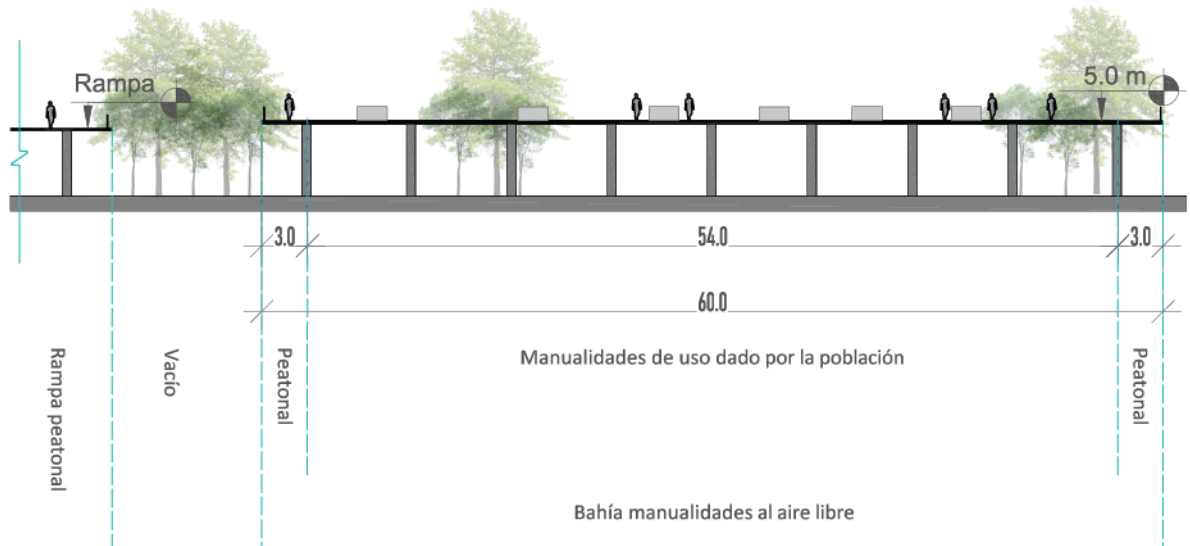 Rampa
5.0 m
3.0
54.0
3.0
60.0
Rampa peatonal
Vacío
Peatonal
Manualidades de uso dado por la población
Peatonal
Bahía manualidades al aire libre